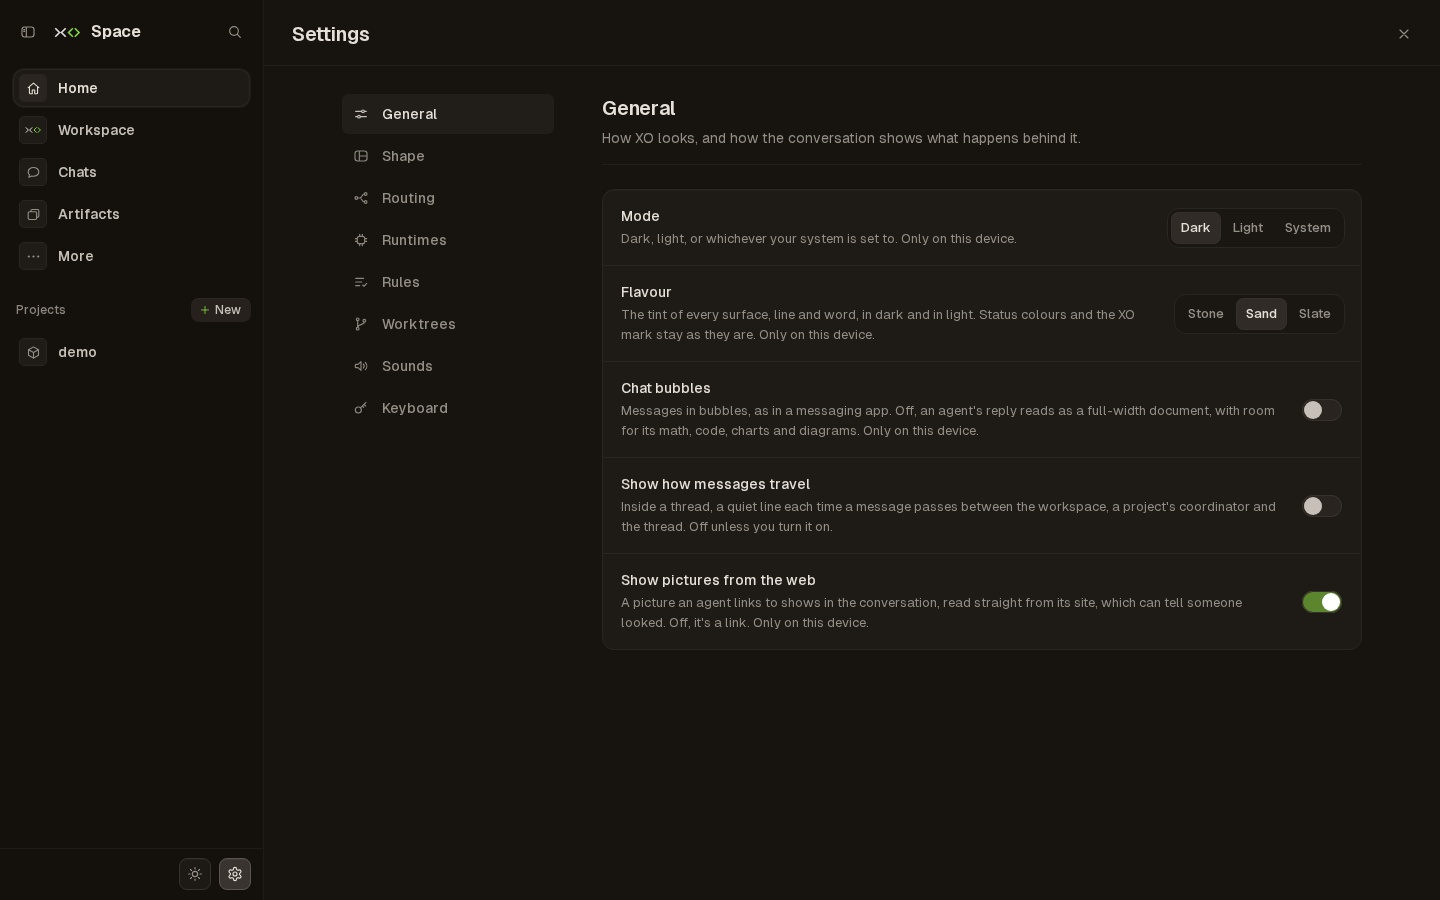 Space
Home
Workspace
Chats
Artifacts
More
Projects
New
demo
Settings
General
Shape
Routing
Runtimes
Rules
Worktrees
Sounds
Keyboard
General
How XO looks, and how the conversation shows what happens behind it.
Mode
Dark, light, or whichever your system is set to. Only on this device.
Dark Light System
Flavour
The tint of every surface, line and word, in dark and in light. Status colours and the XO
mark stay as they are. Only on this device.
Stone Sand Slate
Chat bubbles
Messages in bubbles, as in a messaging app. Off, an agent's reply reads as a full-width document, with room
for its math, code, charts and diagrams. Only on this device.
Show how messages travel
Inside a thread, a quiet line each time a message passes between the workspace, a project's coordinator and
the thread. Off unless you turn it on.
Show pictures from the web
A picture an agent links to shows in the conversation, read straight from its site, which can tell someone
looked. Off, it's a link. Only on this device.